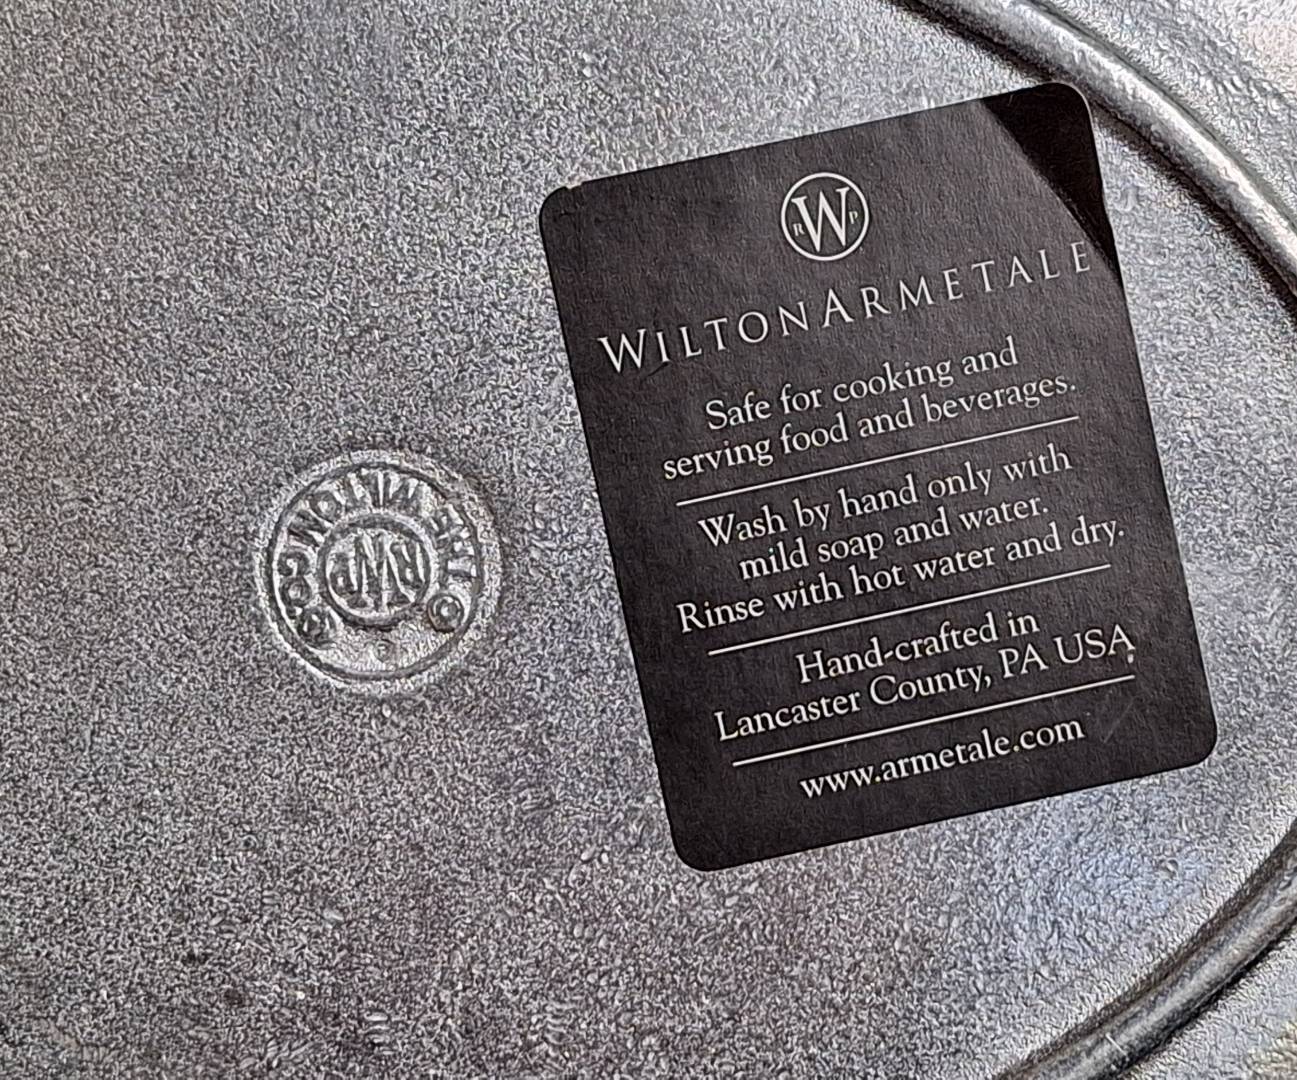 THE WILTON CO. ©
RWP
R W P
WILTONARMETALE
Safe for cooking and
serving food and beverages.
Wash by hand only with
mild soap and water.
Rinse with hot water and dry.
Hand-crafted in
Lancaster County, PA USA
www.armetale.com